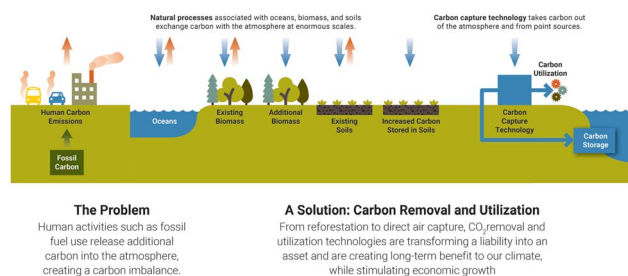 Natural processes associated with oceans, biomass, and soils
exchange carbon with the atmosphere at enormous scales.
Carbon capture technology takes carbon out
of the atmosphere and from point sources.
Carbon
Utilization
Human Carbon
Emissions
Oceans
Existing
Biomass
Additional
Biomass
Existing
Soils
Increased Carbon
Stored in Soils
Carbon
Capture
Technology
Carbon
Storage
Fossil
Carbon
The Problem
Human activities such as fossil
fuel use release additional
carbon into the atmosphere,
creating a carbon imbalance.
A Solution: Carbon Removal and Utilization
From reforestation to direct air capture, CO₂removal and
utilization technologies are transforming a liability into an
asset and are creating long-term benefit to our climate,
while stimulating economic growth